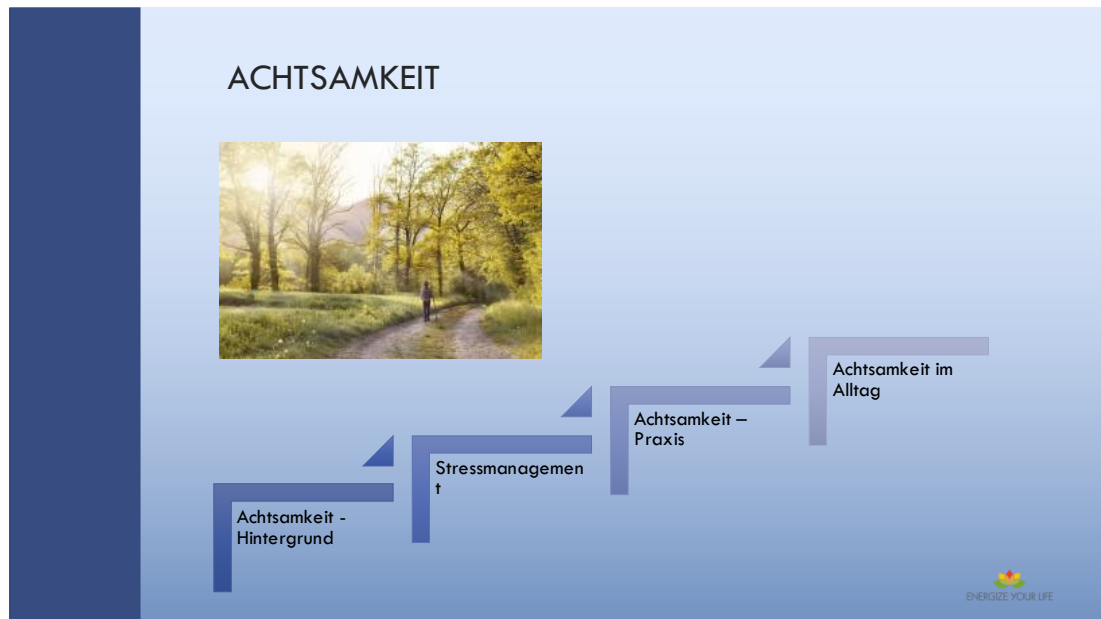 ACHTSAMKEIT
Achtsamkeit im
Alltag
Achtsamkeit –
Praxis
Stressmanagemen
t
Achtsamkeit -
Hintergrund
ENERGIZE YOUR LIFE